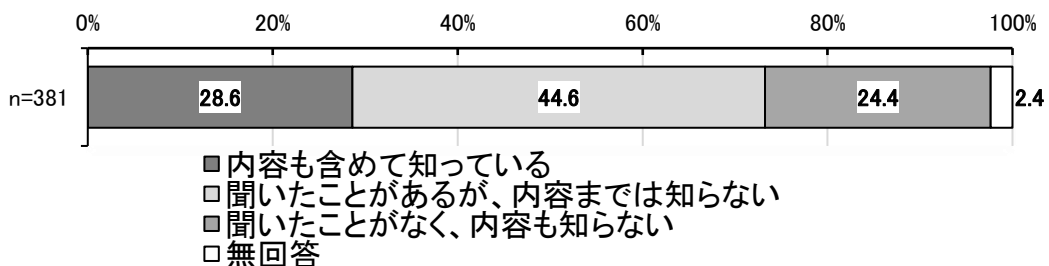 0% 20% 40% 60% 80% 100%
n=381 28.6 44.6 24.4 2.4
内容も含めて知っている
聞いたことがあるが、内容までは知らない
聞いたことがなく、内容も知らない
無回答